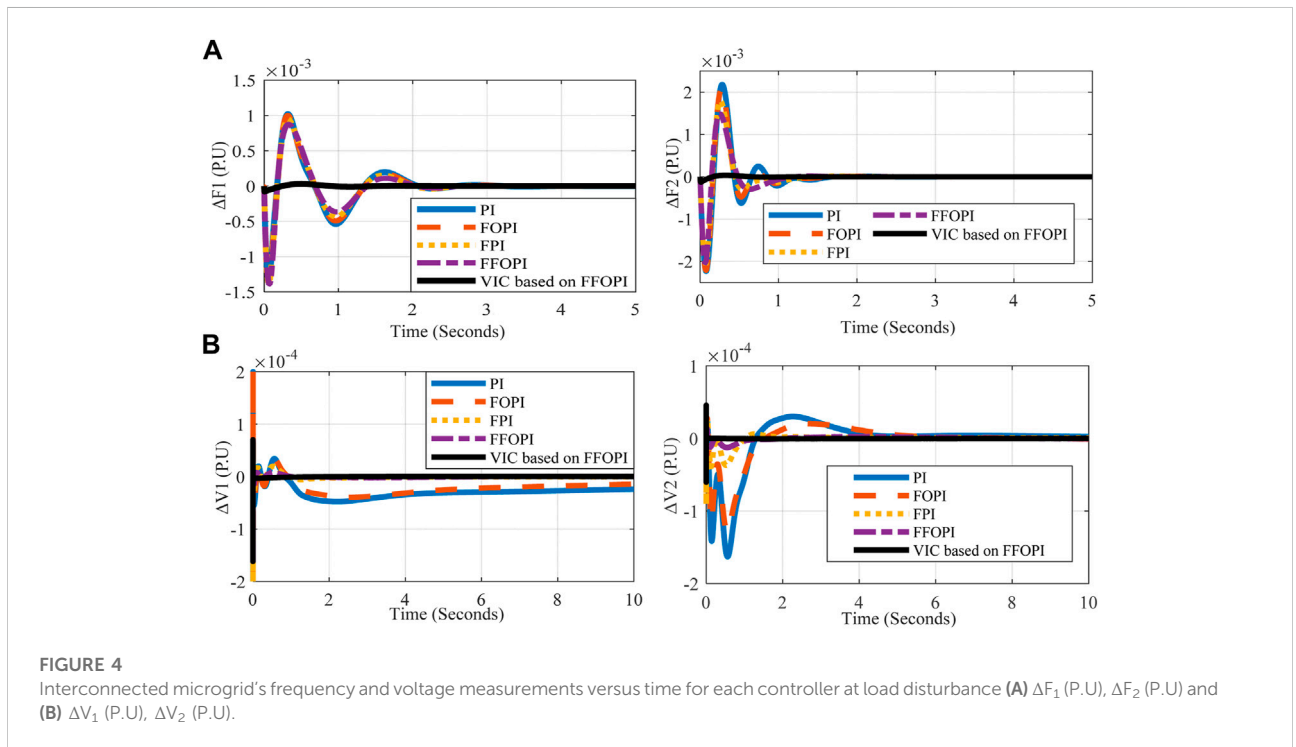 A
×10⁻³
1.5
1
0.5
0
-0.5
-1
-1.5
ΔF1 (P.U)
PI
FOPI
FPI
FFOPI
VIC based on FFOPI
0 1 2 3 4 5
Time (Seconds)
×10⁻³
2
1
0
-1
-2
ΔF2 (P.U)
PI
FOPI
FPI
FFOPI
VIC based on FFOPI
0 1 2 3 4 5
Time (Seconds)
B
×10⁻⁴
2
1
0
-1
-2
ΔV1 (P.U)
PI
FOPI
FPI
FFOPI
VIC based on FFOPI
0 2 4 6 8 10
Time (Seconds)
×10⁻⁴
1
0
-1
-2
ΔV2 (P.U)
PI
FOPI
FPI
FFOPI
VIC based on FFOPI
0 2 4 6 8 10
Time (Seconds)
FIGURE 4
Interconnected microgrid's frequency and voltage measurements versus time for each controller at load disturbance (A) ΔF₁ (P.U), ΔF₂ (P.U) and
(B) ΔV₁ (P.U), ΔV₂ (P.U).